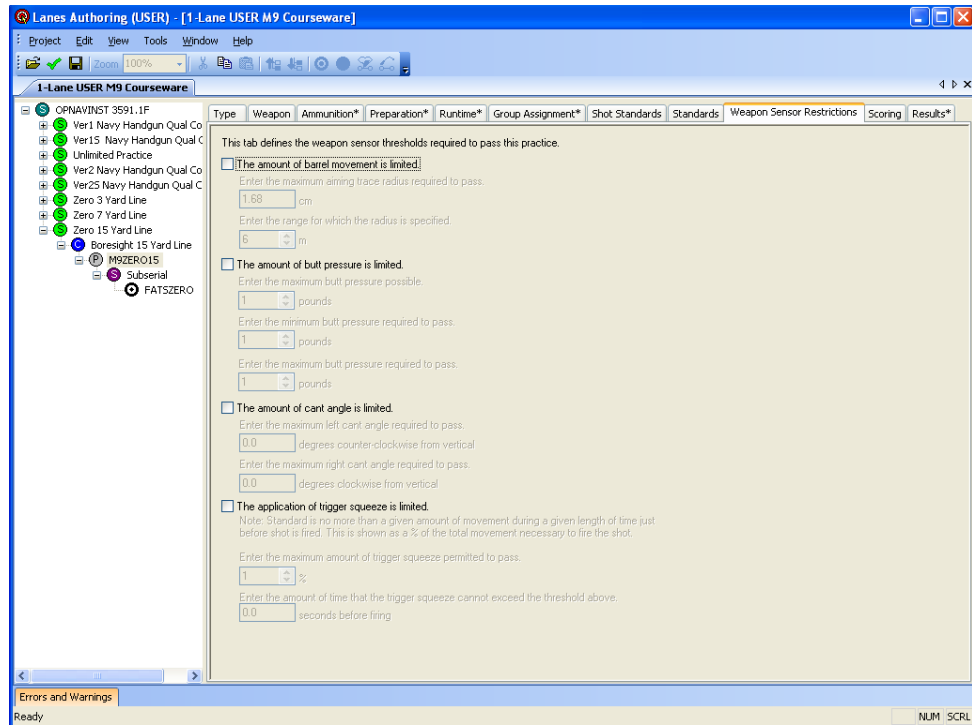 Lanes Authoring (USER) - [1-Lane USER M9 Courseware]
Project Edit View Tools Window Help
Zoom 100%
1-Lane USER M9 Courseware
S OPNAVINST 3591.1F
S Ver1 Navy Handgun Qual Co
S Ver1S Navy Handgun Qual C
S Unlimited Practice
S Ver2 Navy Handgun Qual Co
S Ver2S Navy Handgun Qual C
S Zero 3 Yard Line
S Zero 7 Yard Line
S Zero 15 Yard Line
C Boresight 15 Yard Line
P M9ZERO15
S Subserial
FATSZERO
Type Weapon Ammunition* Preparation* Runtime* Group Assignment* Shot Standards Standards Weapon Sensor Restrictions Scoring Results*
This tab defines the weapon sensor thresholds required to pass this practice.
The amount of barrel movement is limited.
Enter the maximum aiming trace radius required to pass.
1.68 cm
Enter the range for which the radius is specified.
6 m
The amount of butt pressure is limited.
Enter the maximum butt pressure possible.
1 pounds
Enter the minimum butt pressure required to pass.
1 pounds
Enter the maximum butt pressure required to pass.
1 pounds
The amount of cant angle is limited.
Enter the maximum left cant angle required to pass.
0.0 degrees counter-clockwise from vertical
Enter the maximum right cant angle required to pass.
0.0 degrees clockwise from vertical
The application of trigger squeeze is limited.
Note: Standard is no more than a given amount of movement during a given length of time just
before shot is fired. This is shown as a % of the total movement necessary to fire the shot.
Enter the maximum amount of trigger squeeze permitted to pass.
1 %
Enter the amount of time that the trigger squeeze cannot exceed the threshold above.
0.0 seconds before firing
Errors and Warnings
Ready NUM SCRL